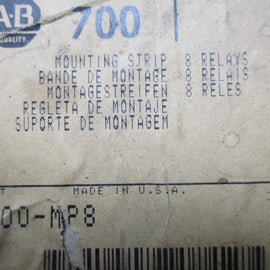 A-B
QUALITY
700
MOUNTING STRIP 8 RELAYS
BANDE DE MONTAGE 8 RELAIS
MONTAGESTREIFEN 8 RELES
REGLETA DE MONTAJE
SUPORTE DE MONTAGEM
MADE IN U.S.A.
00-MP8